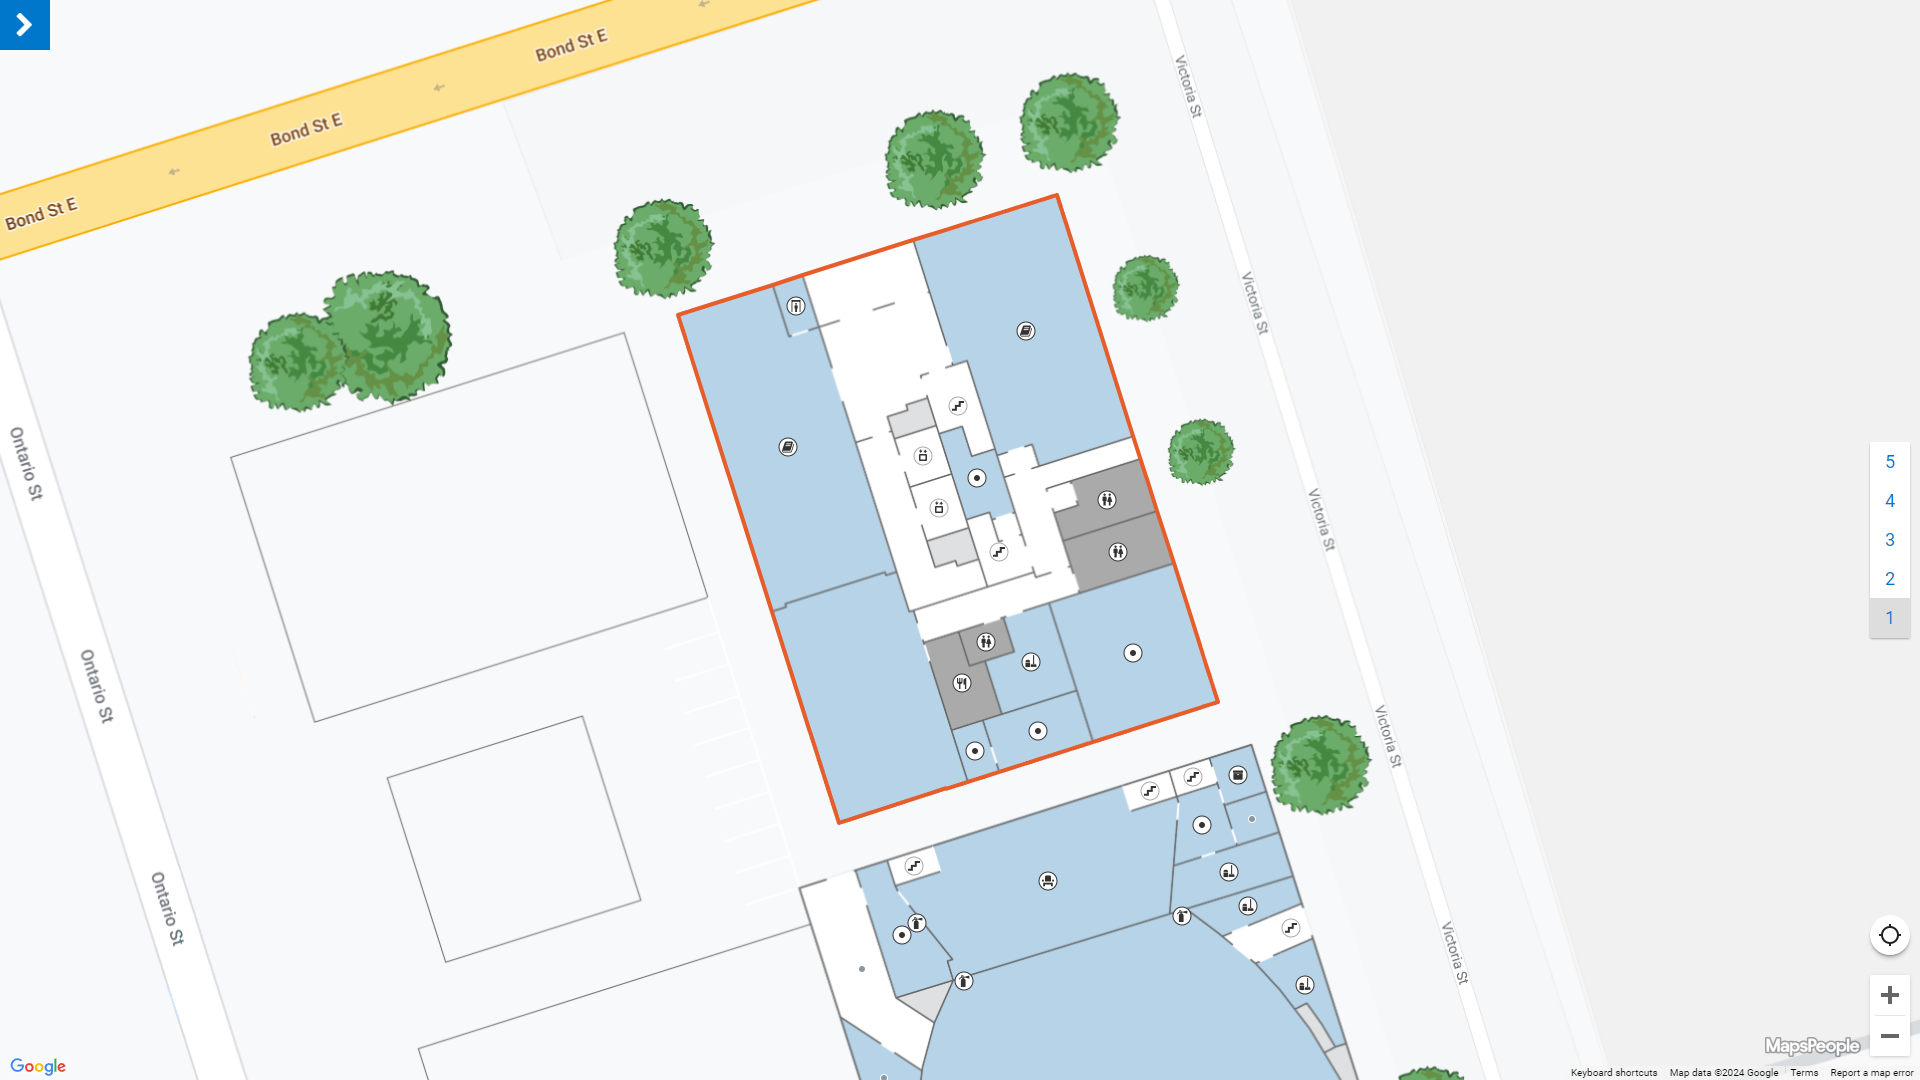 Bond St E
Bond St E
Bond St E
Victoria St
Victoria St
Victoria St
Victoria St
Victoria St
Ontario St
Ontario St
Ontario St
5
4
3
2
1
MapsPeople
Google
Keyboard shortcuts
Map data ©2024 Google
Terms
Report a map error